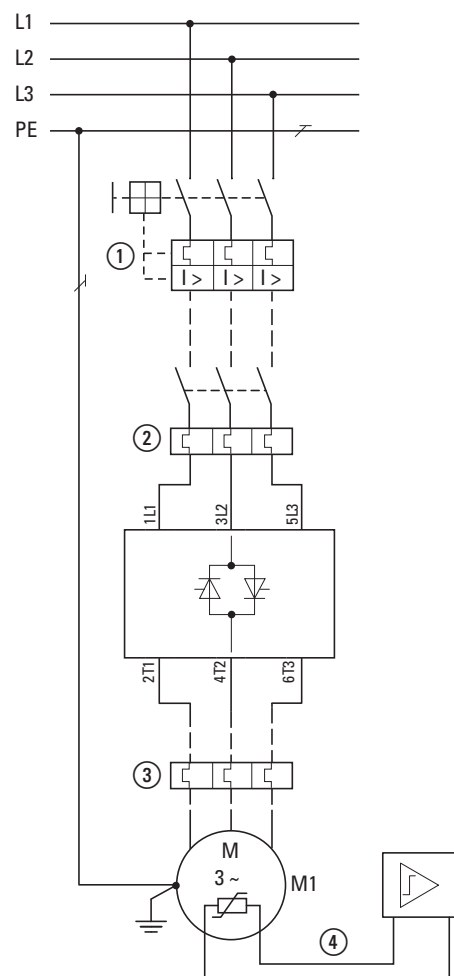 L1
L2
L3
PE
1
I > I > I >
2
1L1 3L2 5L3
2T1 4T2 6T3
3
M
3 ~
M1
4